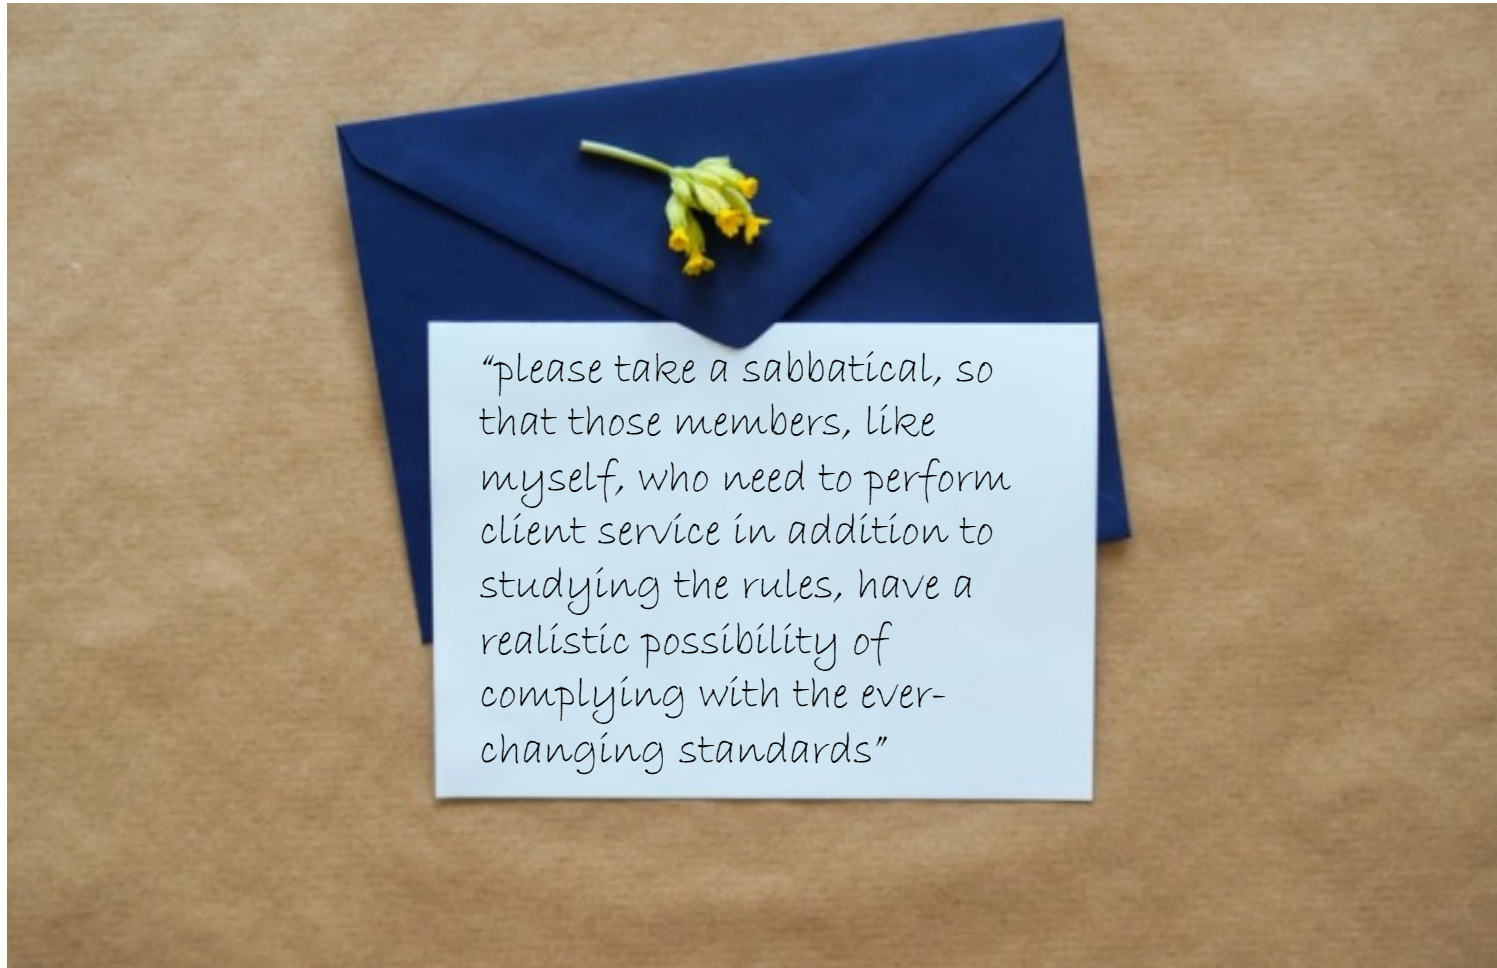 “please take a sabbatical, so
that those members, like
myself, who need to perform
client service in addition to
studying the rules, have a
realistic possibility of
complying with the ever-
changing standards”